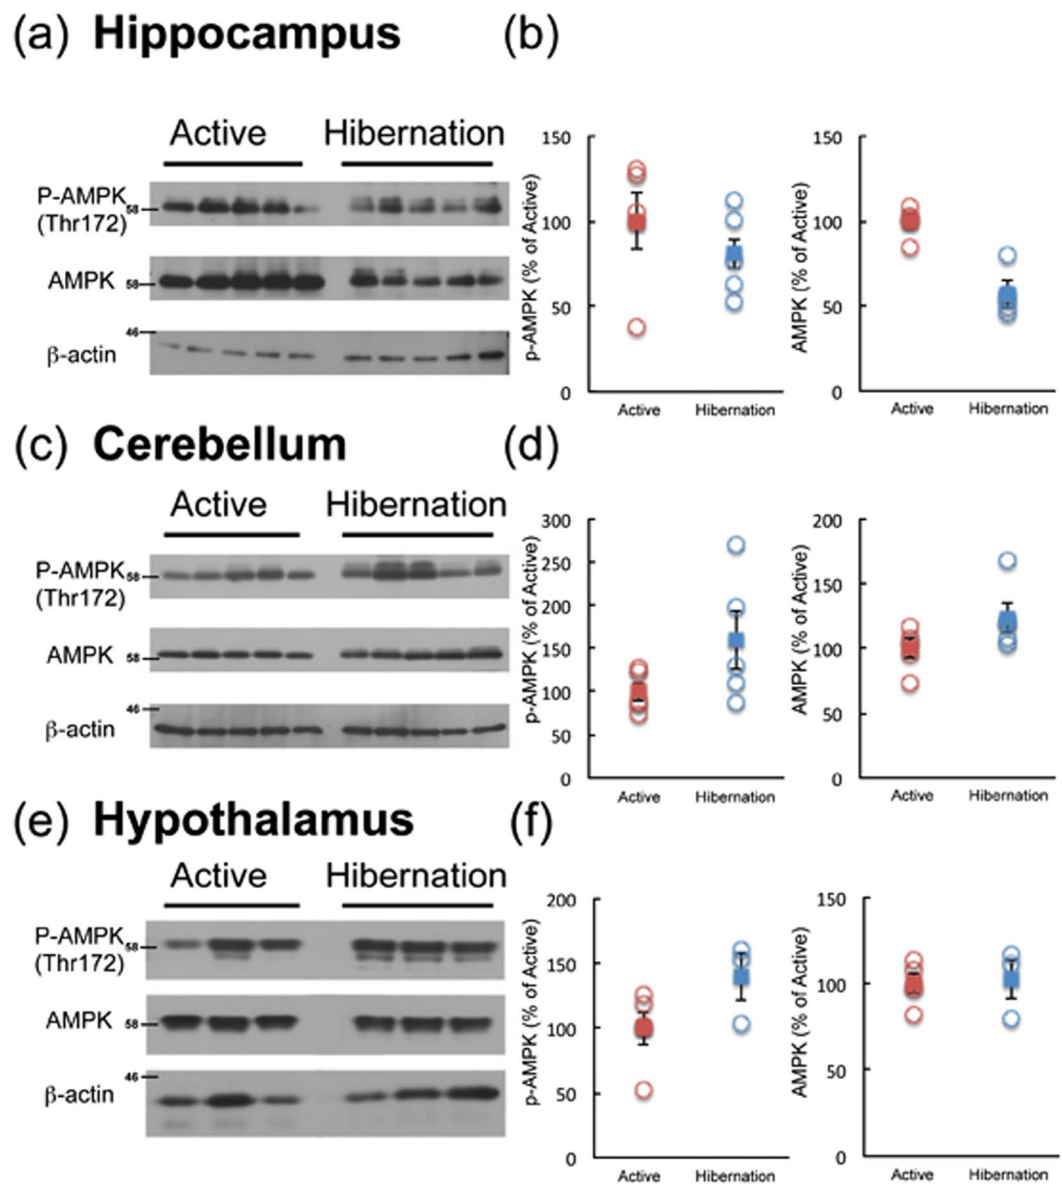 (a) Hippocampus
Active Hibernation
P-AMPK
(Thr172)
58
AMPK
58
46
β-actin
(b)
p-AMPK (% of Active)
150
100
50
0
Active Hibernation
AMPK (% of Active)
150
100
50
0
Active Hibernation
(c) Cerebellum
Active Hibernation
P-AMPK
(Thr172)
58
AMPK
58
46
β-actin
(d)
p-AMPK (% of Active)
300
250
200
150
100
50
0
Active Hibernation
AMPK (% of Active)
200
150
100
50
0
Active Hibernation
(e) Hypothalamus
Active Hibernation
P-AMPK
(Thr172)
58
AMPK
58
46
β-actin
(f)
p-AMPK (% of Active)
200
150
100
50
0
Active Hibernation
AMPK (% of Active)
150
100
50
0
Active Hibernation